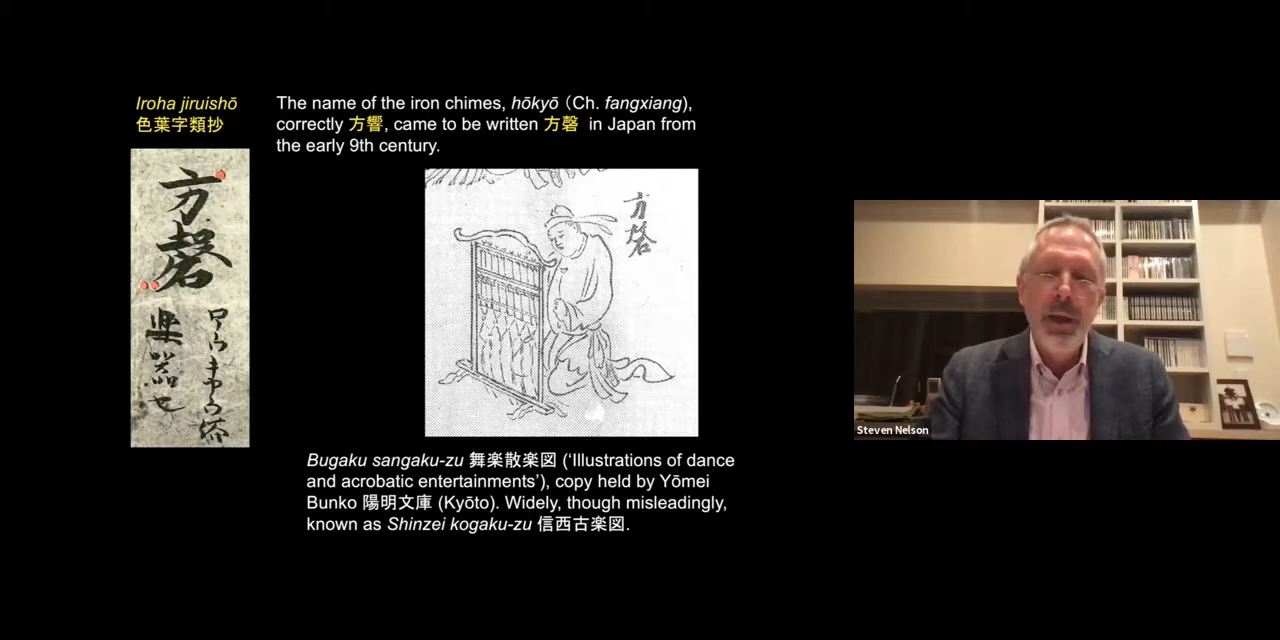 Iroha jiruishō
色葉字類抄
The name of the iron chimes, hōkyō (Ch. fangxiang),
correctly 方響, came to be written 方磬 in Japan from
the early 9th century.
方磬
樂器也
方磬
Bugaku sangaku-zu 舞楽散楽図 (‘Illustrations of dance
and acrobatic entertainments’), copy held by Yōmei
Bunko 陽明文庫 (Kyōto). Widely, though misleadingly,
known as Shinzei kogaku-zu 信西古楽図.
Steven Nelson